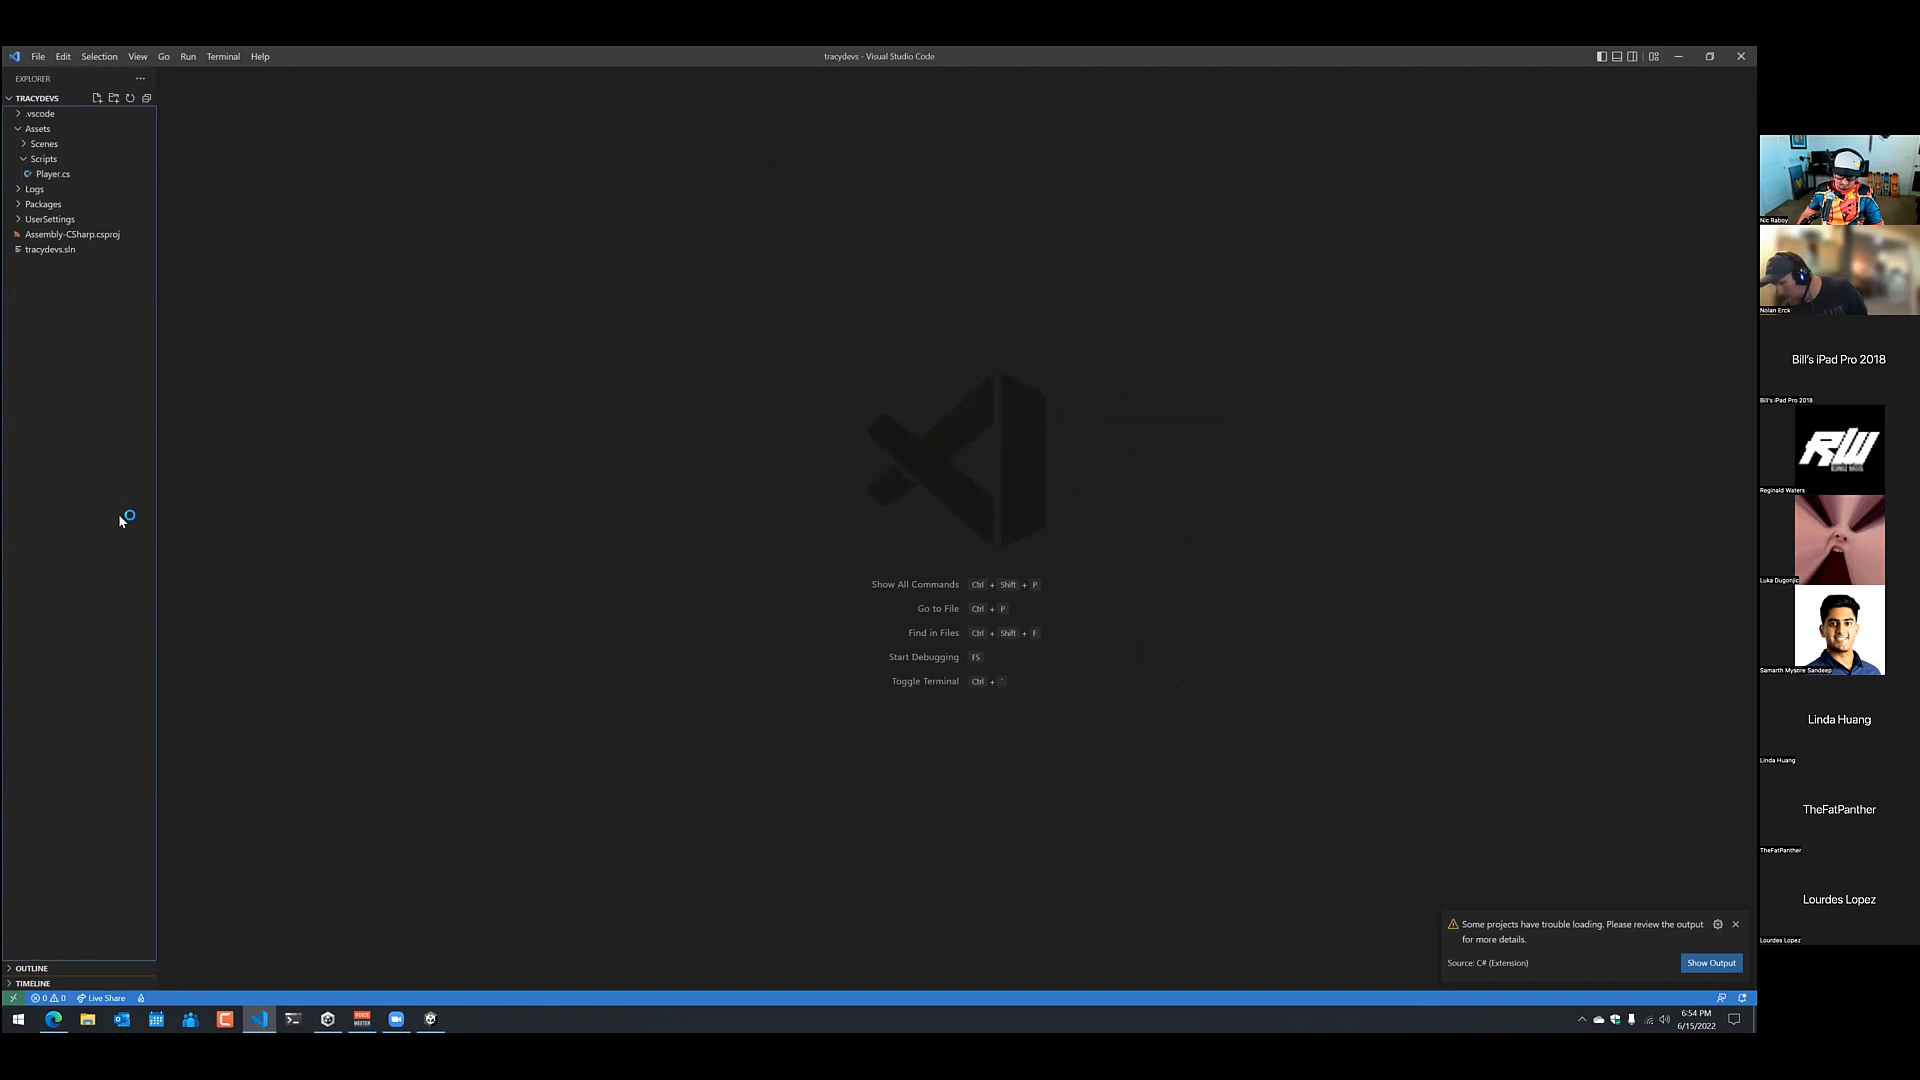 File Edit Selection View Go Run Terminal Help
tracydevs - Visual Studio Code
EXPLORER
TRACYDEVS
.vscode
Assets
Scenes
Scripts
Player.cs
Logs
Packages
UserSettings
Assembly-CSharp.csproj
tracydevs.sln
Show All Commands Ctrl + Shift + P
Go to File Ctrl + P
Find in Files Ctrl + Shift + F
Start Debugging F5
Toggle Terminal Ctrl + `
Some projects have trouble loading. Please review the output
for more details.
Source: C# (Extension)
Show Output
OUTLINE
TIMELINE
0 0 Live Share
VOICE
MEETER
6:54 PM
6/15/2022
Nic Raboy
Nolan Erck
Bill's iPad Pro 2018
Bill's iPad Pro 2018
RW
Reginald Waters
Luka Dugonjic
Samarth Mysore Sandeep
Linda Huang
Linda Huang
TheFatPanther
TheFatPanther
Lourdes Lopez
Lourdes Lopez